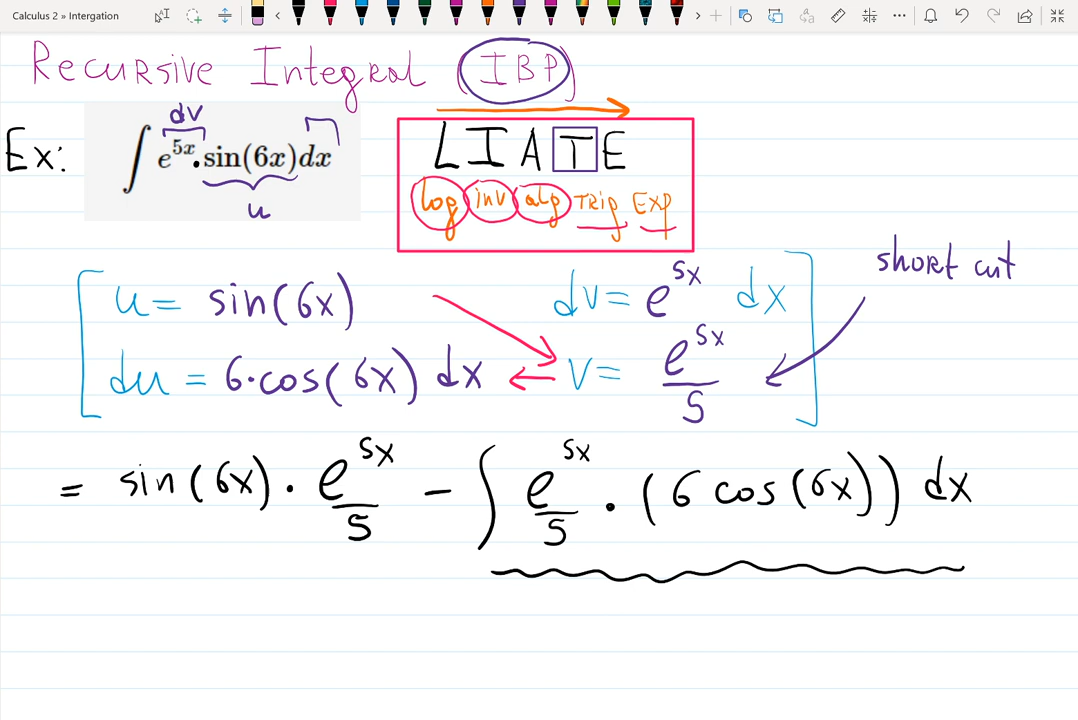 Calculus 2 » Intergation
Recursive Integral (IBP)
Ex: ∫ e^{5x}.sin(6x)dx
dv
u
LIATE
log inv alg TRig EXP
short cut
u = sin(6x) dv = e^{5x} dx
du = 6·cos(6x) dx v = e^{5x}/5
= sin(6x) · e^{5x}/5 - ∫ e^{5x}/5 · (6 cos(6x)) dx